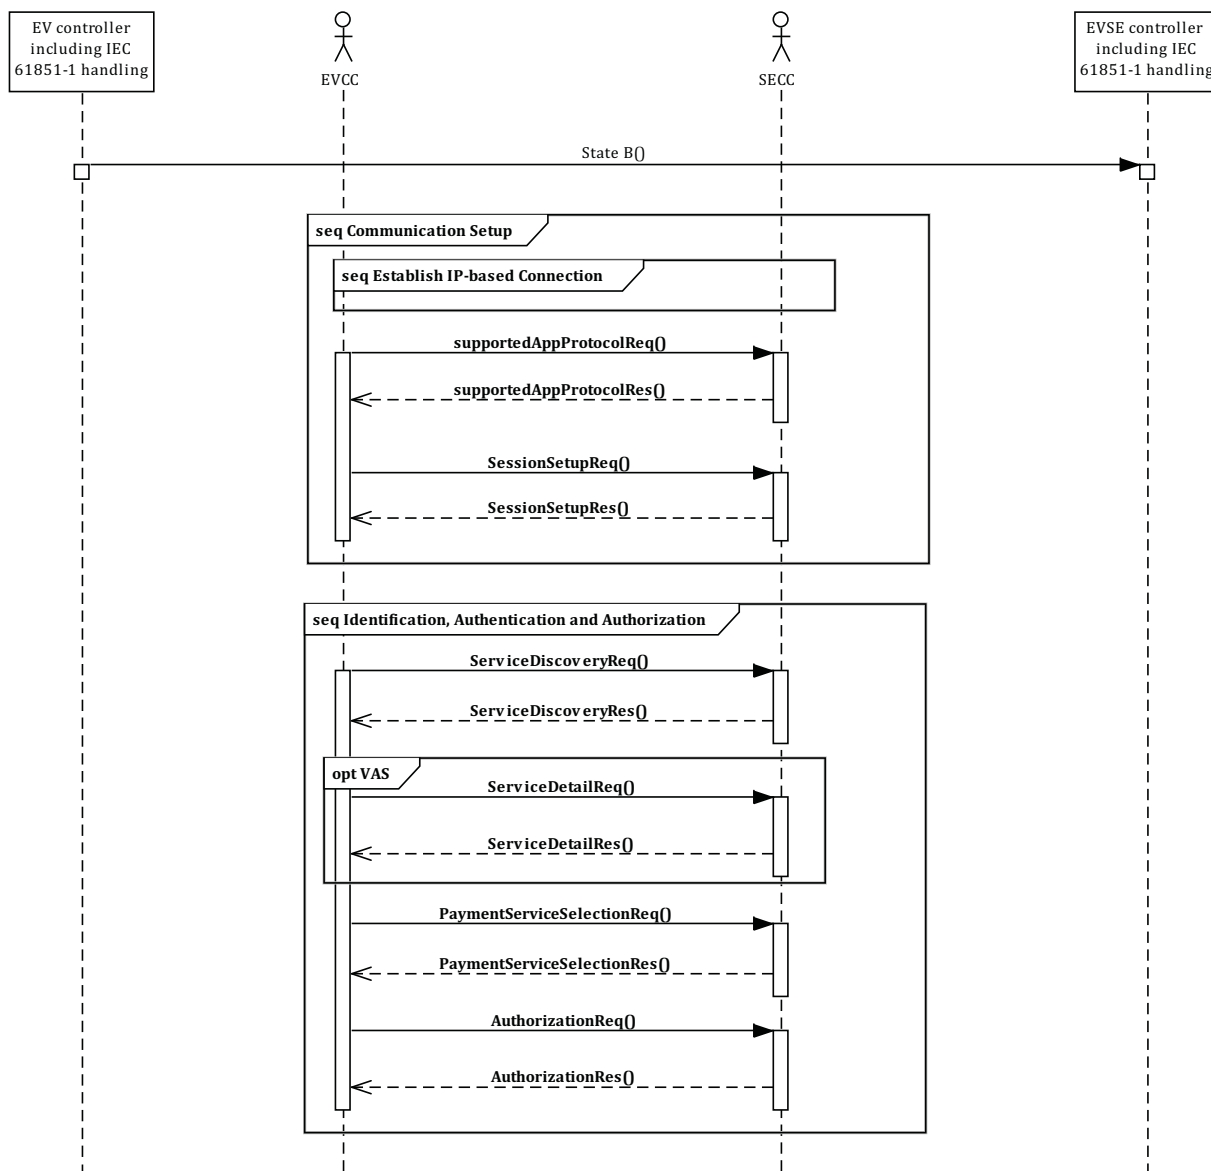 EV controller
including IEC
61851-1 handling
EVCC
SECC
EVSE controller
including IEC
61851-1 handling
State B()
seq Communication Setup
seq Establish IP-based Connection
supportedAppProtocolReq()
supportedAppProtocolRes()
SessionSetupReq()
SessionSetupRes()
seq Identification, Authentication and Authorization
ServiceDiscoveryReq()
ServiceDiscoveryRes()
opt VAS
ServiceDetailReq()
ServiceDetailRes()
PaymentServiceSelectionReq()
PaymentServiceSelectionRes()
AuthorizationReq()
AuthorizationRes()